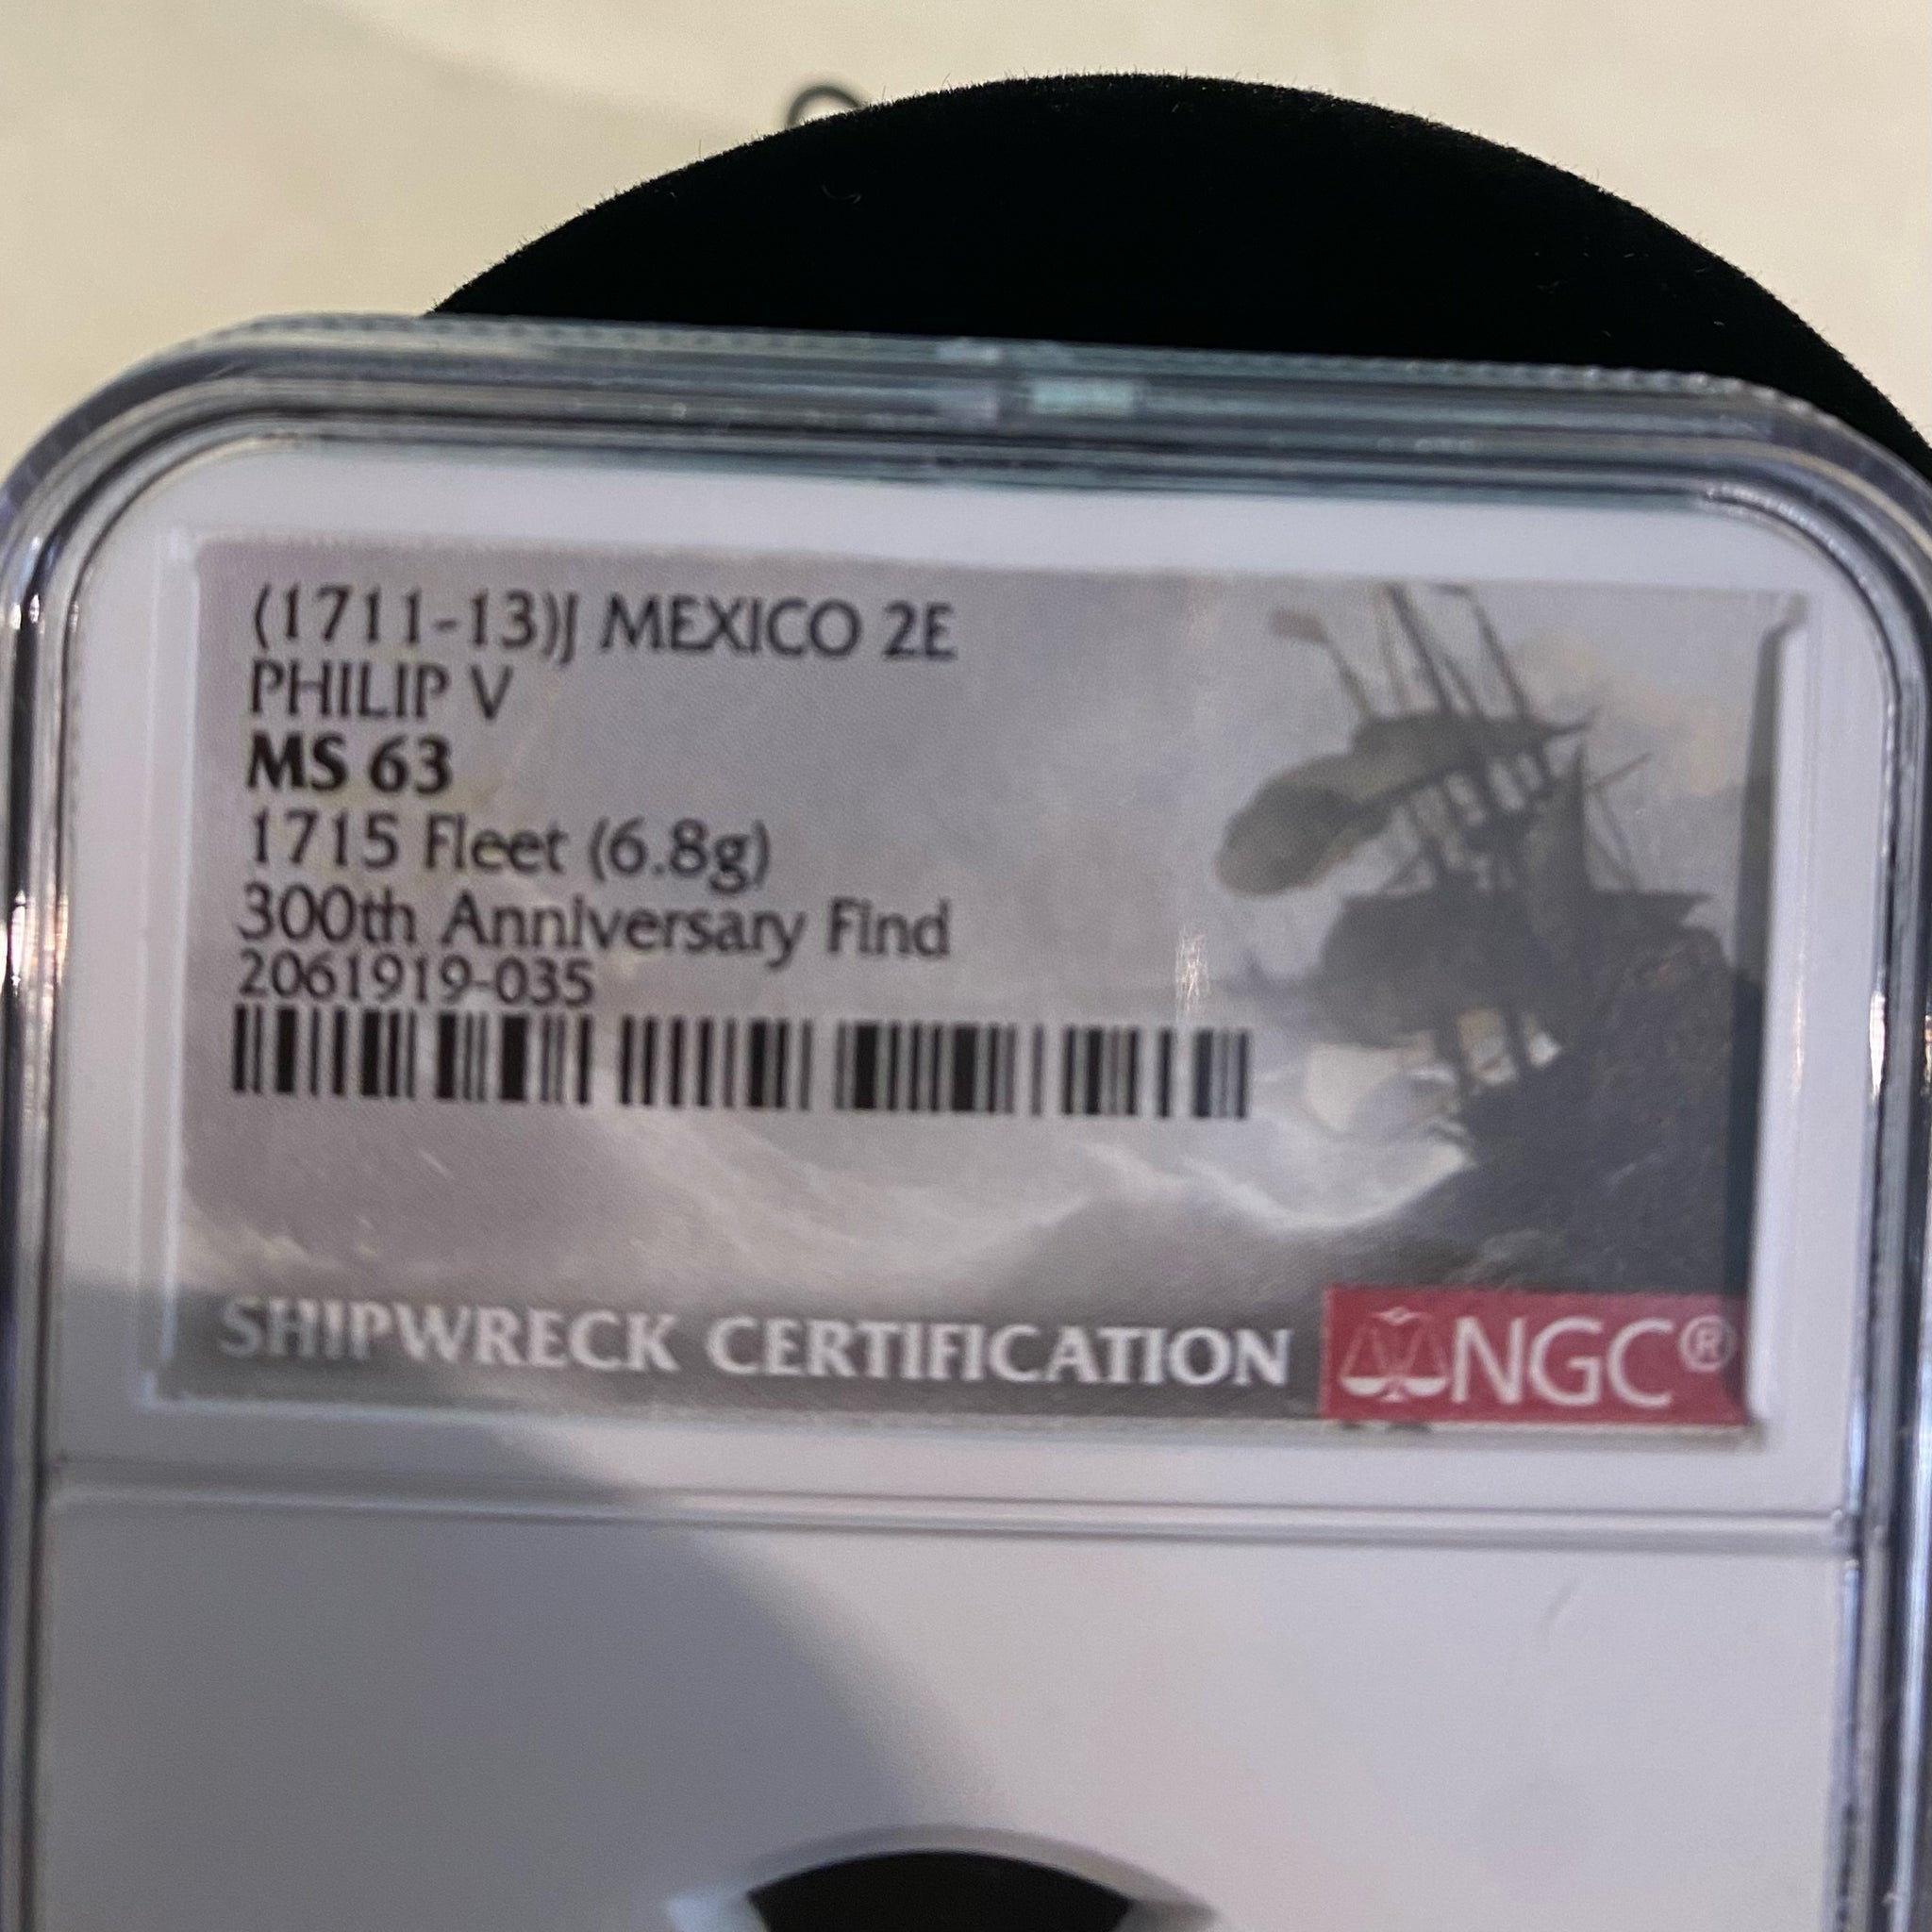 (1711-13)J MEXICO 2E
PHILIP V
MS 63
1715 Fleet (6.8g)
300th Anniversary Find
2061919-035
SHIPWRECK CERTIFICATION NGC®